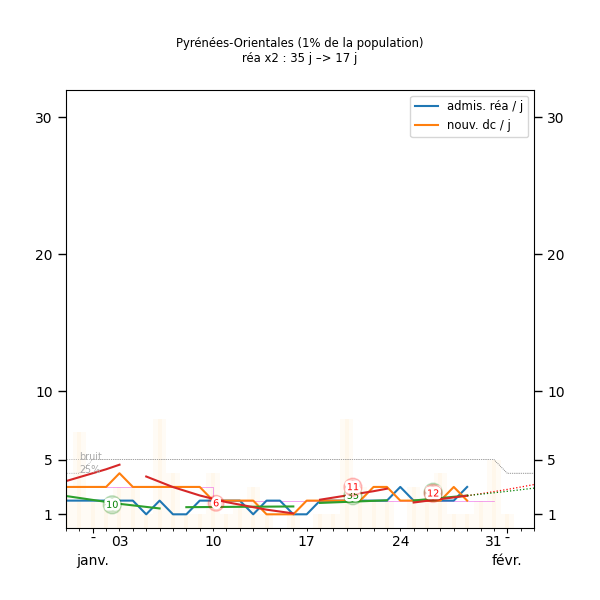 Pyrénées-Orientales (1% de la population)
réa x2 : 35 j –> 17 j
admis. réa / j
nouv. dc / j
30 30
20 20
10 10
5 5
1 1
bruit
25%
10
6
11
35
12
- 03 10 17 24 31 -
janv. févr.